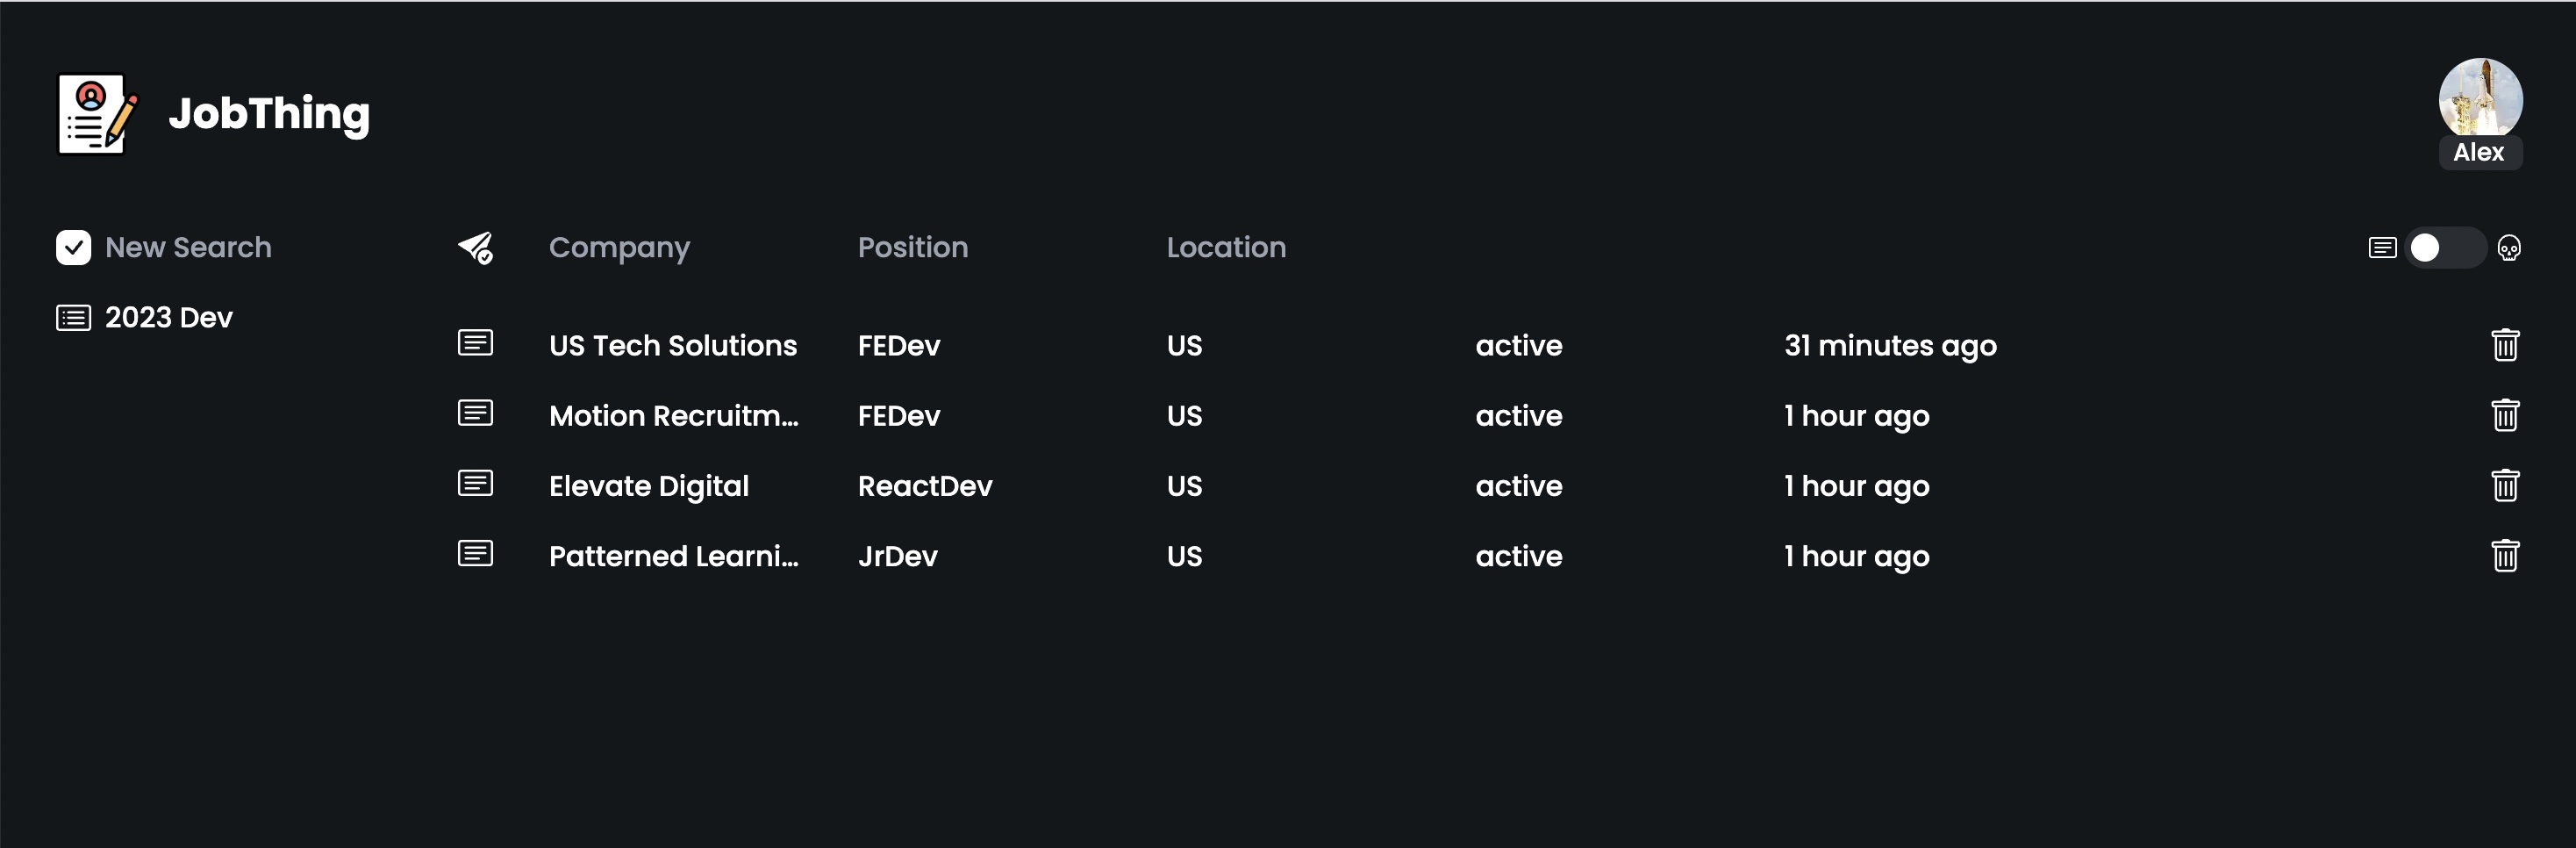 JobThing
Alex
New Search
Company Position Location
2023 Dev
US Tech Solutions FEDev US active 31 minutes ago
Motion Recruitm... FEDev US active 1 hour ago
Elevate Digital ReactDev US active 1 hour ago
Patterned Learni... JrDev US active 1 hour ago